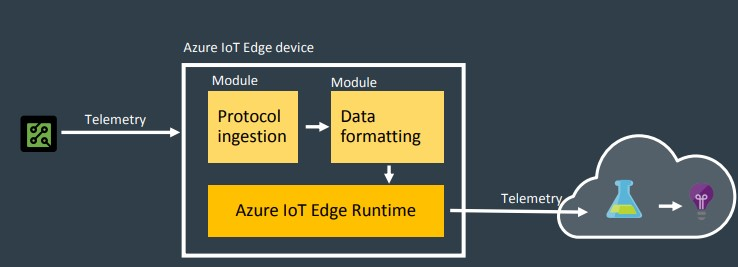 Azure IoT Edge device
Module
Module
Telemetry
Protocol
ingestion
Data
formatting
Azure IoT Edge Runtime
Telemetry